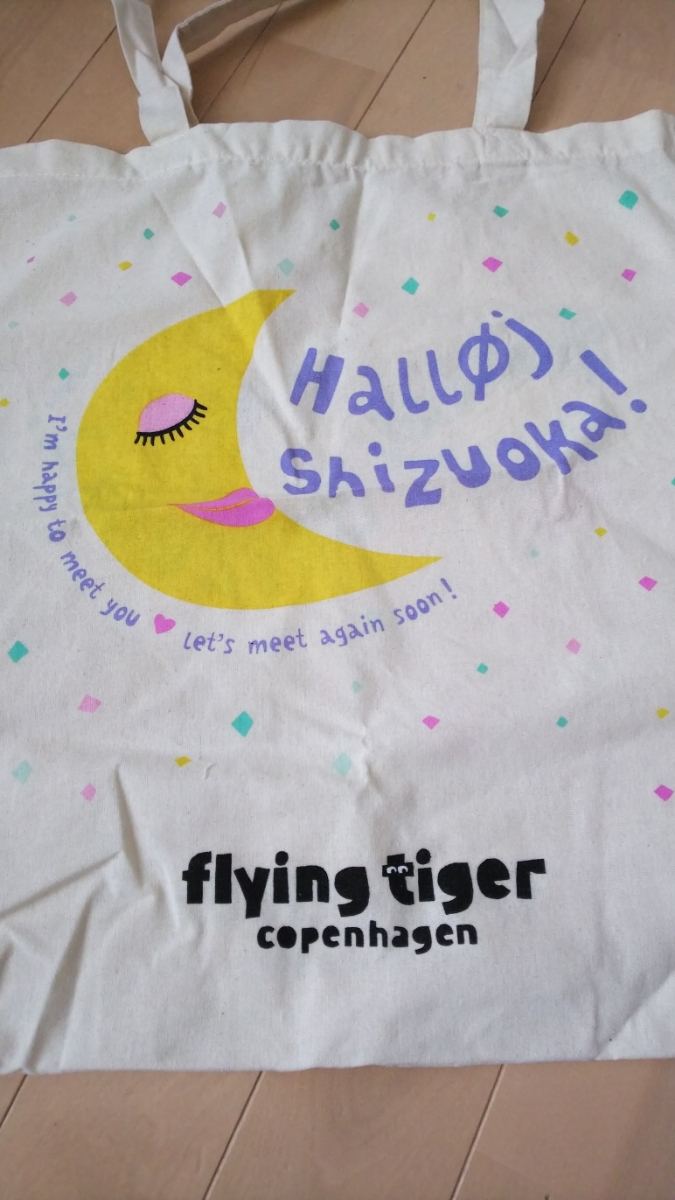 Halløj
Shizuoka!
I'm happy to meet you ♥ let's meet again soon!
flying tiger
copenhagen